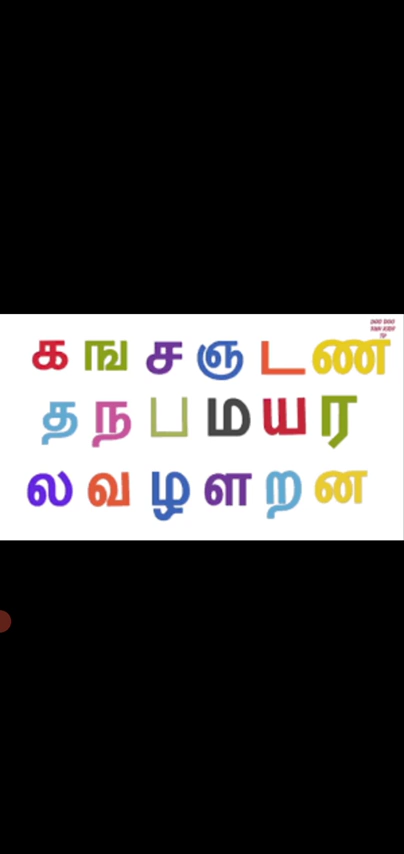 க ங ச ஞ ட ண
த ந ப ம ய ர
ல வ ழ ள ற ன